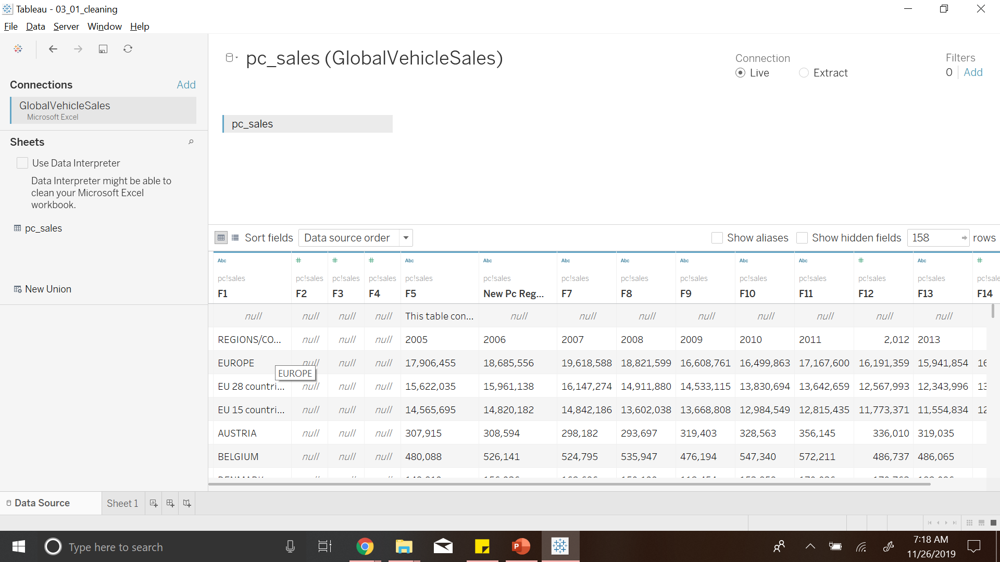 Tableau - 03_01_cleaning
File Data Server Window Help
Connections Add
GlobalVehicleSales
Microsoft Excel
Sheets
Use Data Interpreter
Data Interpreter might be able to
clean your Microsoft Excel
workbook.
pc_sales
New Union
pc_sales (GlobalVehicleSales)
Connection
Live Extract
Filters
0 Add
pc_sales
Sort fields Data source order Show aliases Show hidden fields 158 rows
Abc # # # Abc Abc Abc Abc Abc Abc Abc # Abc #
pc!sales pc!sales pc!sales pc!sales pc!sales pc!sales pc!sales pc!sales pc!sales pc!sales pc!sales pc!sales pc!sales pc!sale
F1 F2 F3 F4 F5 New Pc Reg... F7 F8 F9 F10 F11 F12 F13 F14
null null null null This table con... null null null null null null null null
REGIONS/CO... null null null 2005 2006 2007 2008 2009 2010 2011 2,012 2013
EUROPE null null null 17,906,455 18,685,556 19,618,588 18,821,599 16,608,761 16,499,863 17,167,600 16,191,359 15,941,854 16
EUROPE
EU 28 countri... null null null 15,622,035 15,961,138 16,147,274 14,911,880 14,533,115 13,830,694 13,642,659 12,567,993 12,343,996 13
EU 15 countri... null null null 14,565,695 14,820,182 14,842,186 13,602,038 13,668,808 12,984,549 12,815,435 11,773,371 11,554,834 12
AUSTRIA null null null 307,915 308,594 298,182 293,697 319,403 328,563 356,145 336,010 319,035
BELGIUM null null null 480,088 526,141 524,795 535,947 476,194 547,340 572,211 486,737 486,065
Data Source Sheet 1
Type here to search
7:18 AM
11/26/2019